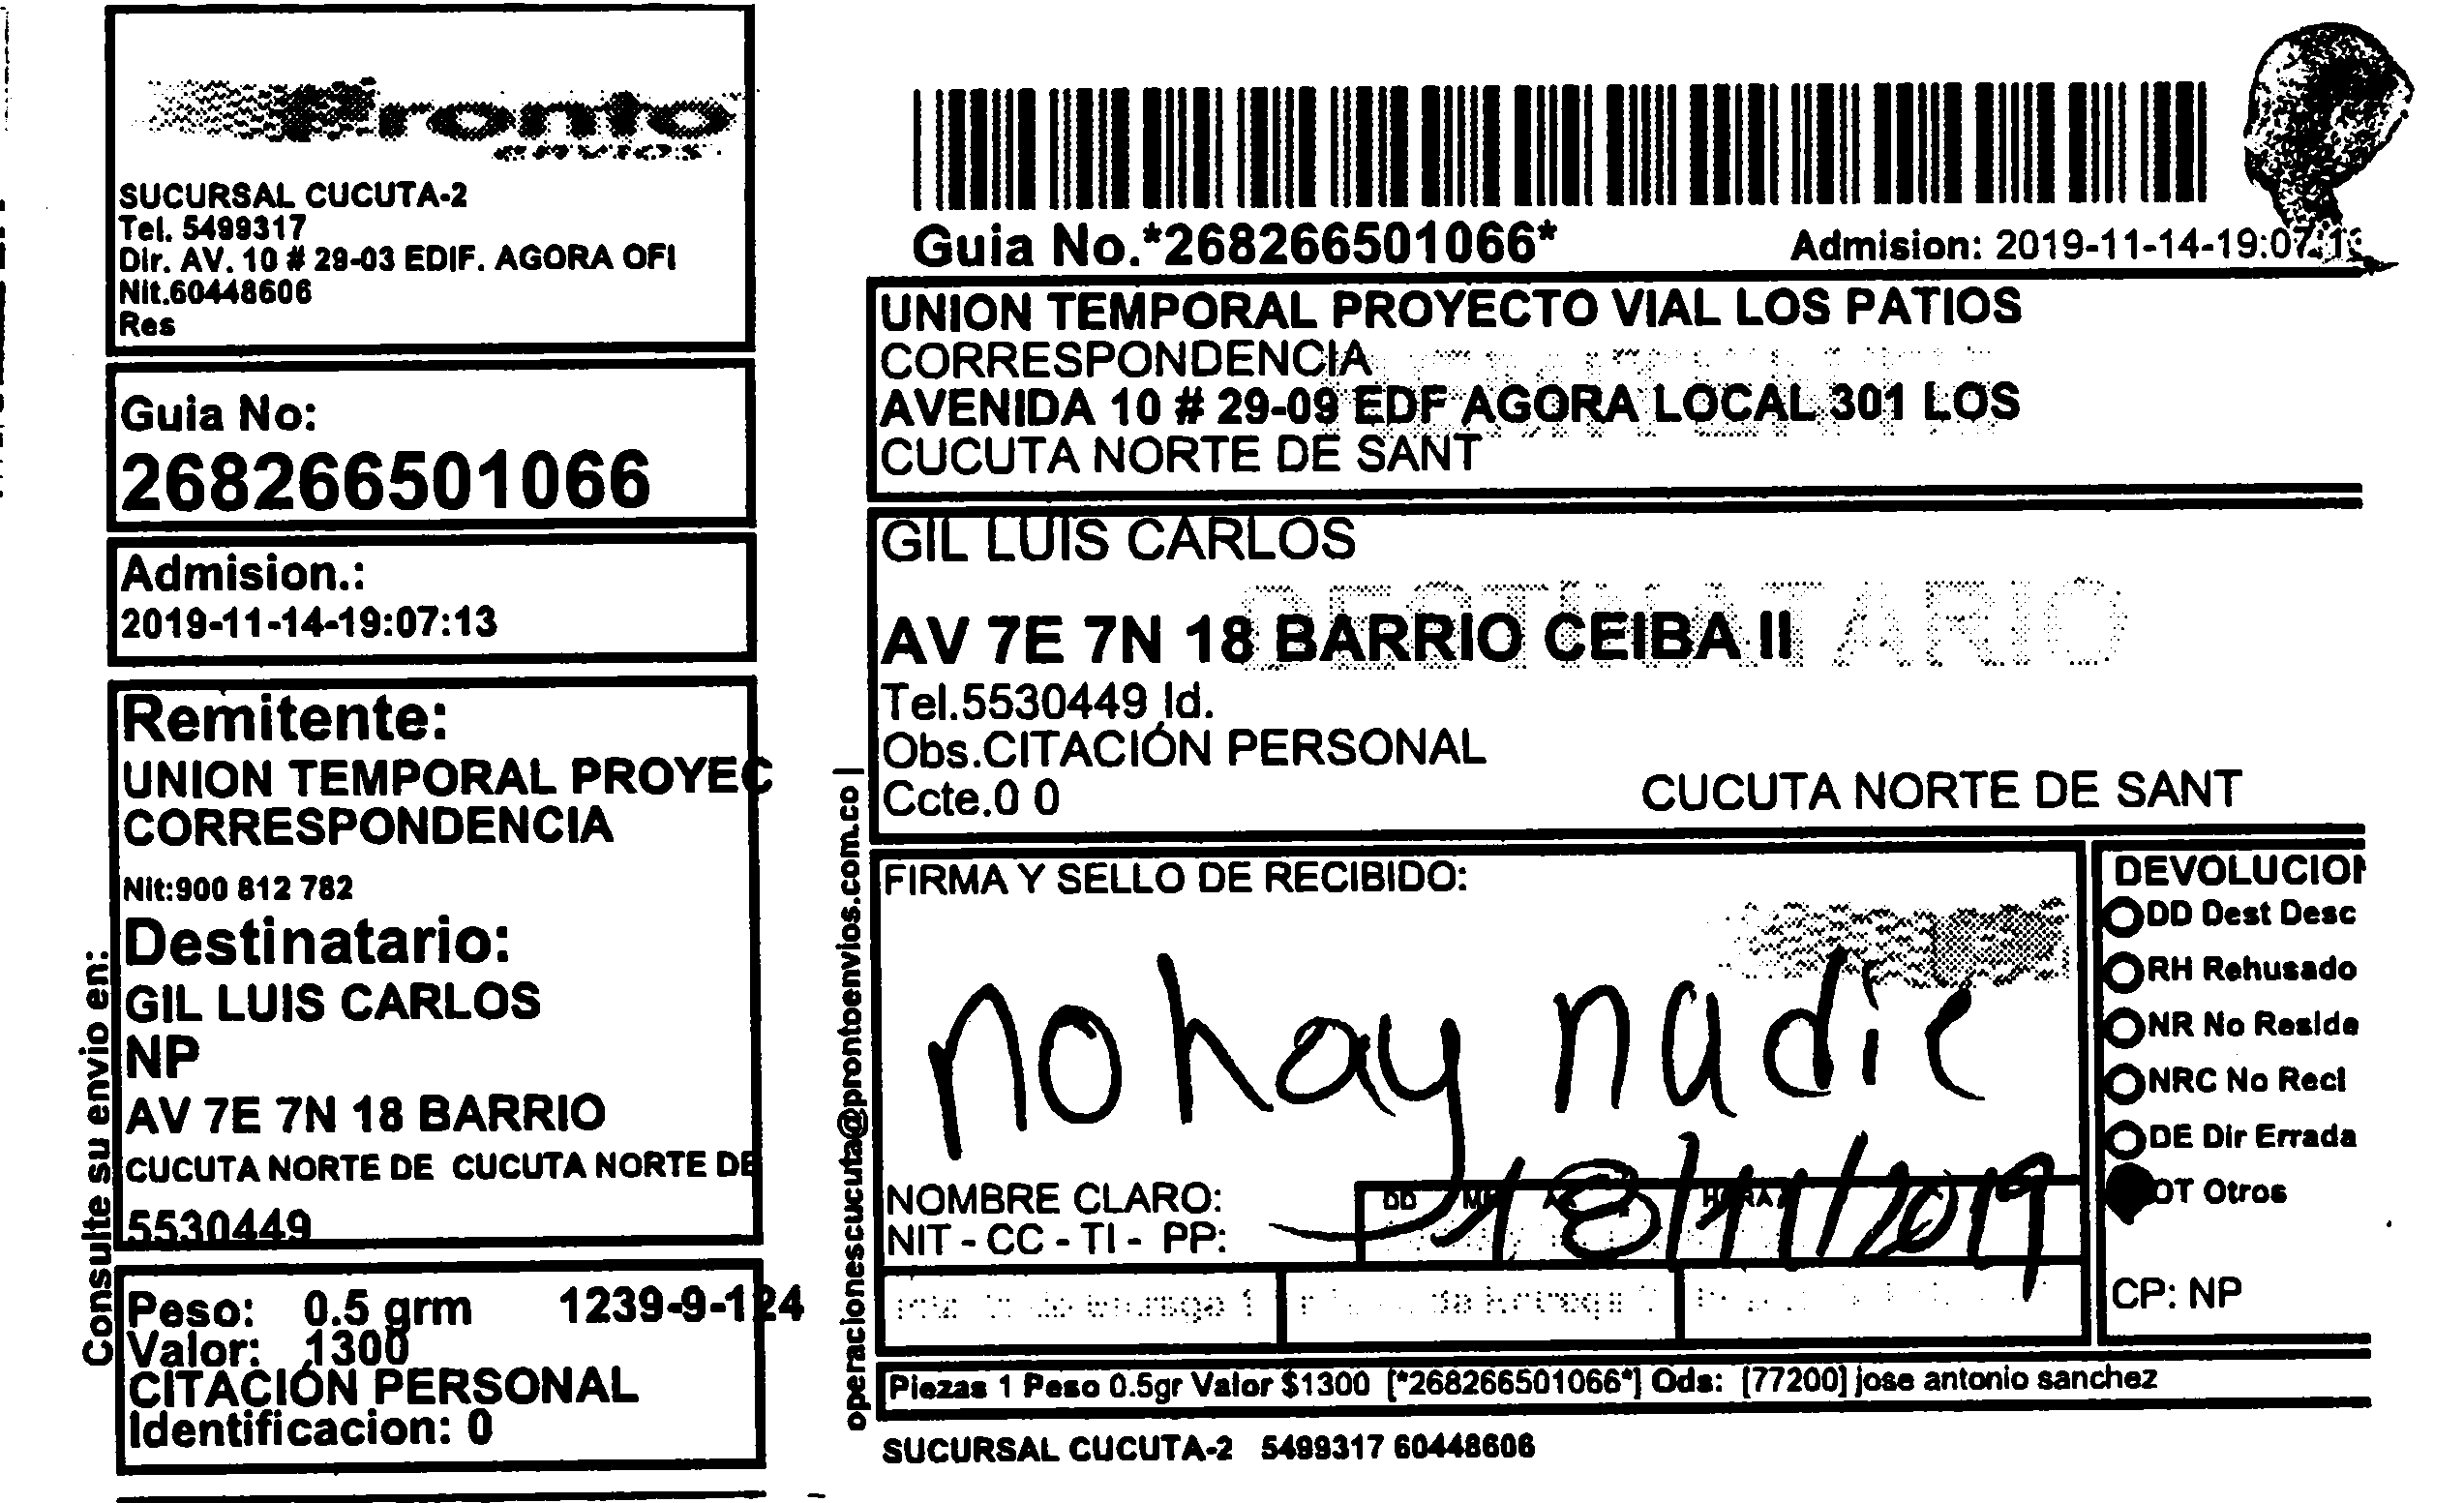 Pronto
SERVICIOS
SUCURSAL CUCUTA-2
Tel. 5499317
Dir. AV. 10 # 29-03 EDIF. AGORA OFI
Nit.60448606
Res
Guia No:
268266501066
Admision.:
2019-11-14-19:07:13
Remitente:
UNION TEMPORAL PROYEC
CORRESPONDENCIA
Nit:900 812 782
Destinatario:
GIL LUIS CARLOS
NP
AV 7E 7N 18 BARRIO
CUCUTA NORTE DE CUCUTA NORTE DE
5530449
Peso: 0.5 grm 1239-9-124
Valor: 1300
CITACIÓN PERSONAL
Identificacion: 0
Consulte su envio en:
operacionescucuta@prontoenvios.com.co |
Guia No.*268266501066*
Admision: 2019-11-14-19:07:13
UNION TEMPORAL PROYECTO VIAL LOS PATIOS
CORRESPONDENCIA
REMITENTE
AVENIDA 10 # 29-09 EDF AGORA LOCAL 301 LOS
CUCUTA NORTE DE SANT
GIL LUIS CARLOS
DESTINATARIO
AV 7E 7N 18 BARRIO CEIBA II
Tel.5530449 Id.
Obs.CITACIÓN PERSONAL
Ccte.0 0
CUCUTA NORTE DE SANT
FIRMA Y SELLO DE RECIBIDO:
no hay nadie
18/11/2019
NOMBRE CLARO:
NIT - CC - TI - PP:
DD
HORA
DEVOLUCION
DD Dest Desc
RH Rehusado
NR No Reside
NRC No Recl
DE Dir Errada
OT Otros
CP: NP
Piezas 1 Peso 0.5gr Valor $1300 [*268266501066*] Ods: [77200] jose antonio sanchez
SUCURSAL CUCUTA-2 5499317 60448606